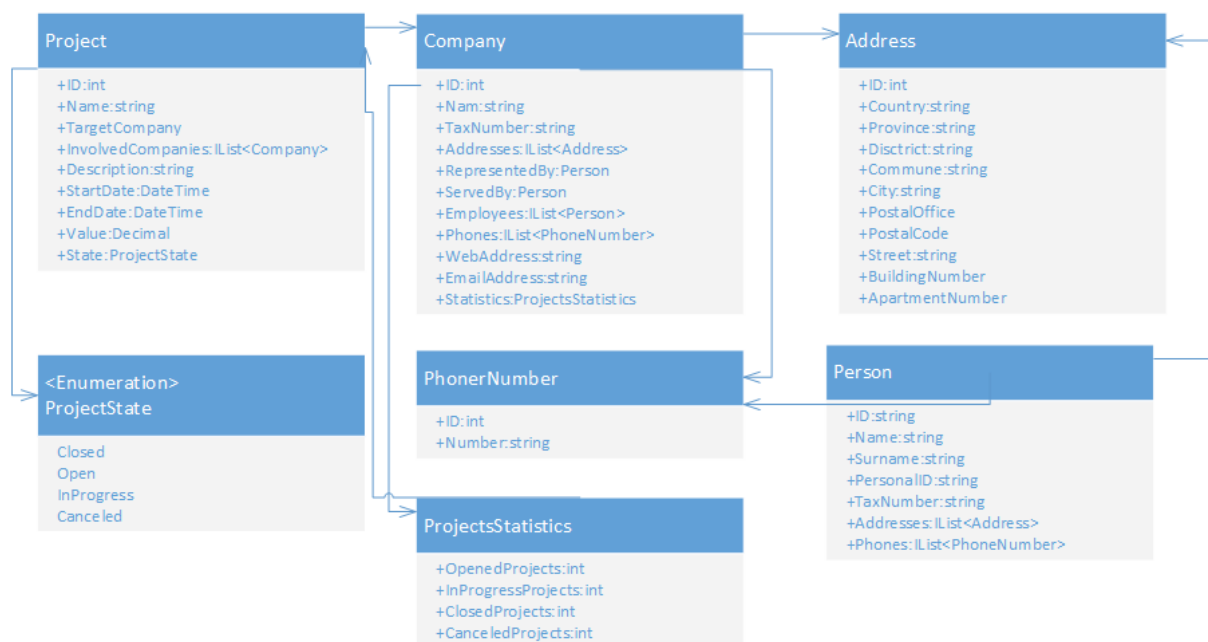 Project
+ID:int
+Name:string
+TargetCompany
+InvolvedCompanies:IList<Company>
+Description:string
+StartDate:DateTime
+EndDate:DateTime
+Value:Decimal
+State:ProjectState
Company
+ID:int
+Nam:string
+TaxNumber:string
+Addresses:IList<Address>
+RepresentedBy:Person
+ServedBy:Person
+Employees:IList<Person>
+Phones:IList<PhoneNumber>
+WebAddress:string
+EmailAddress:string
+Statistics:ProjectsStatistics
Address
+ID:int
+Country:string
+Province:string
+Disctrict:string
+Commune:string
+City:string
+PostalOffice
+PostalCode
+Street:string
+BuildingNumber
+ApartmentNumber
<Enumeration>
ProjectState
Closed
Open
InProgress
Canceled
PhonerNumber
+ID:int
+Number:string
Person
+ID:string
+Name:string
+Surname:string
+PersonalID:string
+TaxNumber:string
+Addresses:IList<Address>
+Phones:IList<PhoneNumber>
ProjectsStatistics
+OpenedProjects:int
+InProgressProjects:int
+ClosedProjects:int
+CanceledProjects:int